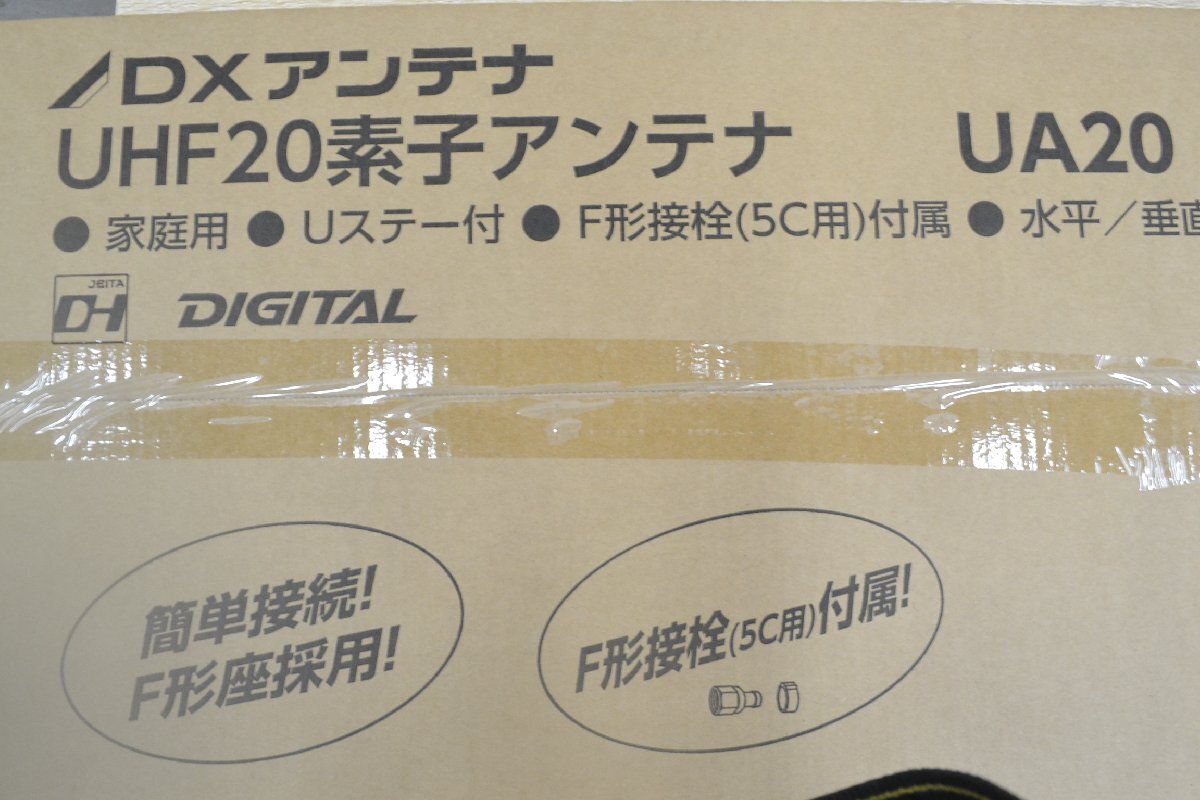 DXアンテナ
UHF20素子アンテナ UA20
● 家庭用 ● Uステー付 ● F形接栓(5C用)付属 ● 水平／垂直
JEITA
DH DIGITAL
簡単接続!
F形座採用!
F形接栓(5C用)付属!